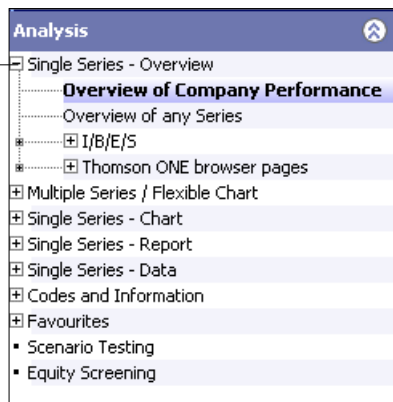 Analysis
Single Series - Overview
Overview of Company Performance
Overview of any Series
I/B/E/S
Thomson ONE browser pages
Multiple Series / Flexible Chart
Single Series - Chart
Single Series - Report
Single Series - Data
Codes and Information
Favourites
Scenario Testing
Equity Screening